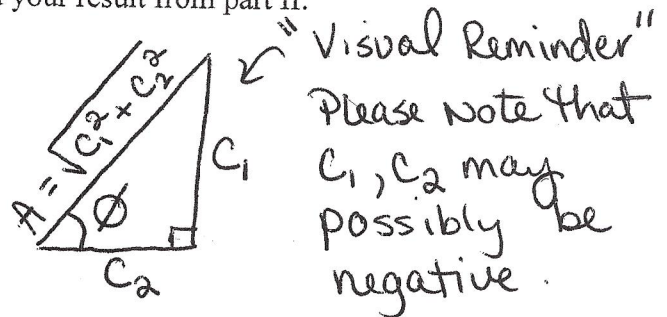 your result from part II.
"Visual Reminder"
Please Note that
C₁, C₂ may
possibly be
negative.
A = √C₁² + C₂²
C₁
Ø
C₂